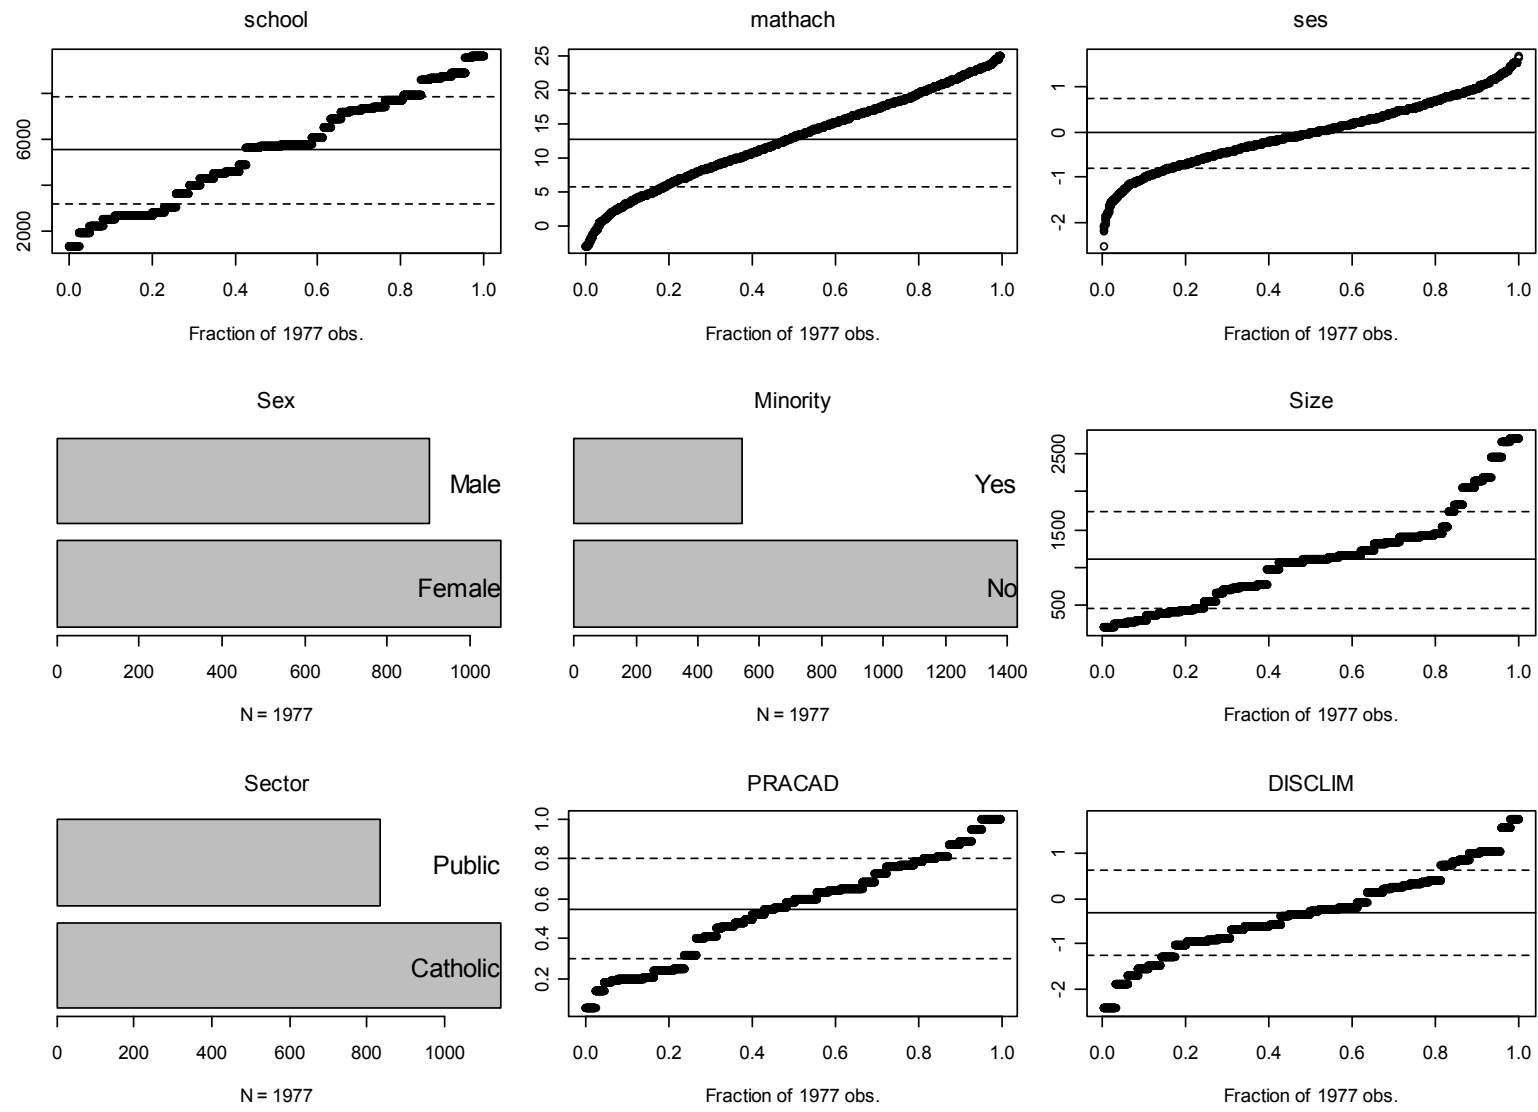 school
6000
2000
0.0 0.2 0.4 0.6 0.8 1.0
Fraction of 1977 obs.
mathach
25
20
15
10
5
0
0.0 0.2 0.4 0.6 0.8 1.0
Fraction of 1977 obs.
ses
1
0
-1
-2
0.0 0.2 0.4 0.6 0.8 1.0
Fraction of 1977 obs.
Sex
Male
Female
0 200 400 600 800 1000
N = 1977
Minority
Yes
No
0 200 400 600 800 1000 1200 1400
N = 1977
Size
2500
1500
500
0.0 0.2 0.4 0.6 0.8 1.0
Fraction of 1977 obs.
Sector
Public
Catholic
0 200 400 600 800 1000
N = 1977
PRACAD
1.0
0.8
0.6
0.4
0.2
0.0 0.2 0.4 0.6 0.8 1.0
Fraction of 1977 obs.
DISCLIM
1
0
-1
-2
0.0 0.2 0.4 0.6 0.8 1.0
Fraction of 1977 obs.